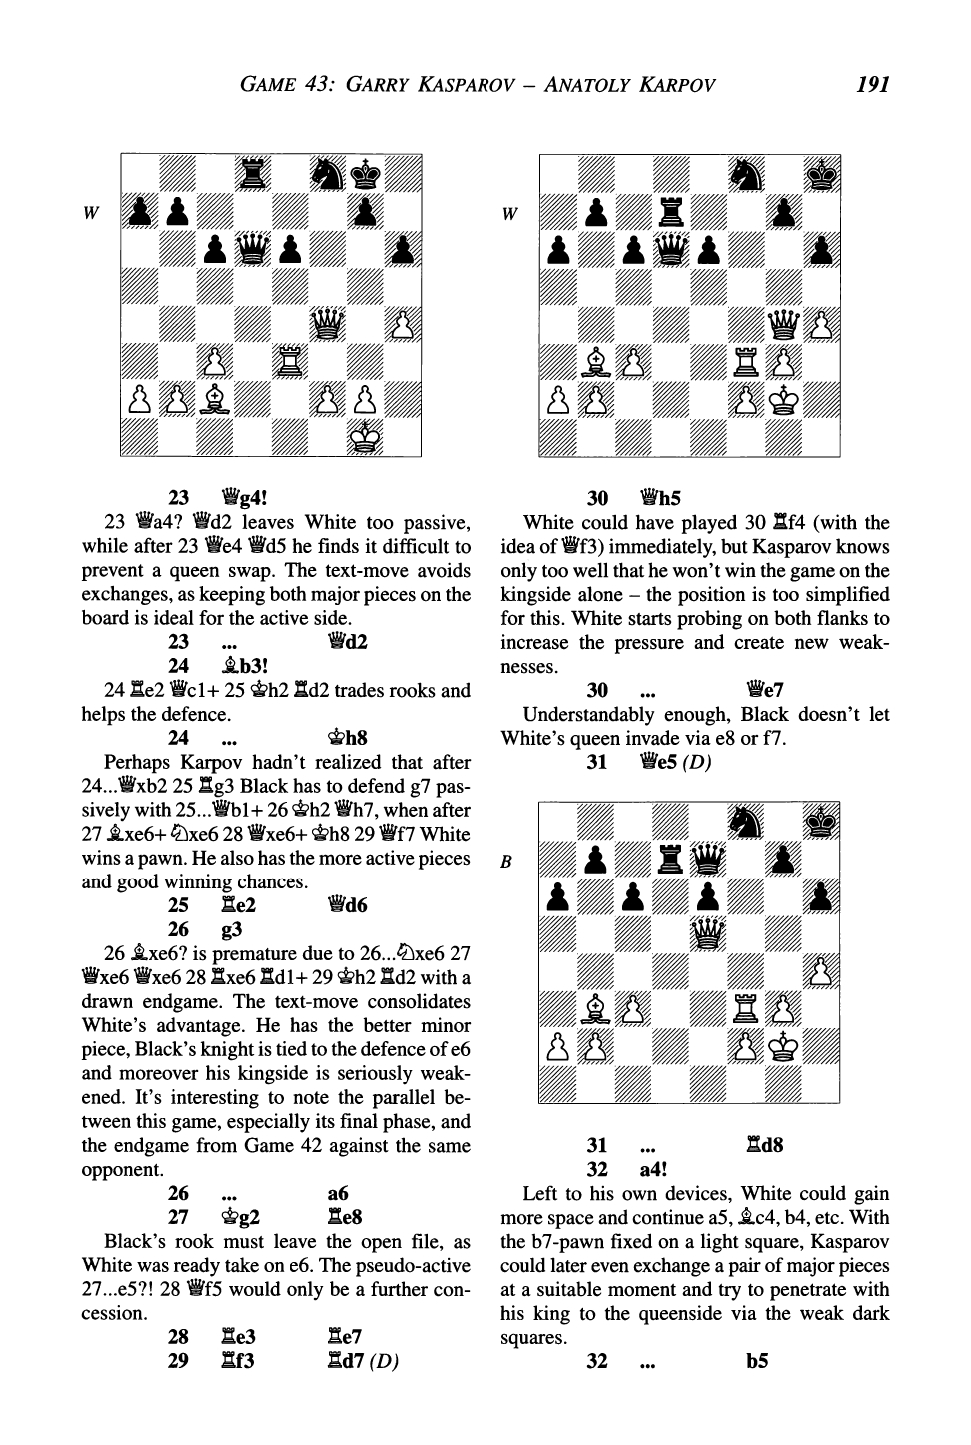 GAME 43: GARRY KASPAROV – ANATOLY KARPOV 191
W
23 ♕g4!
23 ♕a4? ♕d2 leaves White too passive,
while after 23 ♕e4 ♕d5 he finds it difficult to
prevent a queen swap. The text-move avoids
exchanges, as keeping both major pieces on the
board is ideal for the active side.
23 ... ♕d2
24 ♗b3!
24 ♖e2 ♕c1+ 25 ♔h2 ♖d2 trades rooks and
helps the defence.
24 ... ♔h8
Perhaps Karpov hadn't realized that after
24...♕xb2 25 ♖g3 Black has to defend g7 pas-
sively with 25...♕b1+ 26 ♔h2 ♕h7, when after
27 ♗xe6+ ♘xe6 28 ♕xe6+ ♔h8 29 ♕f7 White
wins a pawn. He also has the more active pieces
and good winning chances.
25 ♖e2 ♕d6
26 g3
26 ♗xe6? is premature due to 26...♘xe6 27
♕xe6 ♕xe6 28 ♖xe6 ♖d1+ 29 ♔h2 ♖d2 with a
drawn endgame. The text-move consolidates
White's advantage. He has the better minor
piece, Black's knight is tied to the defence of e6
and moreover his kingside is seriously weak-
ened. It's interesting to note the parallel be-
tween this game, especially its final phase, and
the endgame from Game 42 against the same
opponent.
26 ... a6
27 ♔g2 ♖e8
Black's rook must leave the open file, as
White was ready take on e6. The pseudo-active
27...e5?! 28 ♕f5 would only be a further con-
cession.
28 ♖e3 ♖e7
29 ♖f3 ♖d7 (D)
W
30 ♕h5
White could have played 30 ♖f4 (with the
idea of ♕f3) immediately, but Kasparov knows
only too well that he won't win the game on the
kingside alone – the position is too simplified
for this. White starts probing on both flanks to
increase the pressure and create new weak-
nesses.
30 ... ♕e7
Understandably enough, Black doesn't let
White's queen invade via e8 or f7.
31 ♕e5 (D)
B
31 ... ♖d8
32 a4!
Left to his own devices, White could gain
more space and continue a5, ♗c4, b4, etc. With
the b7-pawn fixed on a light square, Kasparov
could later even exchange a pair of major pieces
at a suitable moment and try to penetrate with
his king to the queenside via the weak dark
squares.
32 ... b5